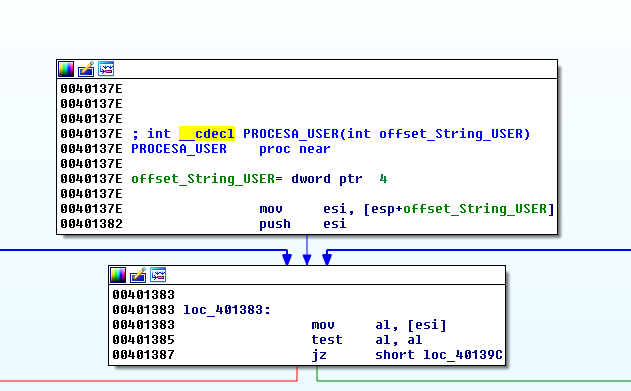 0040137E
0040137E
0040137E
0040137E ; int __cdecl PROCESA_USER(int offset_String_USER)
0040137E PROCESA_USER    proc near
0040137E
0040137E offset_String_USER= dword ptr  4
0040137E
0040137E                 mov     esi, [esp+offset_String_USER]
00401382                 push    esi
00401383
00401383 loc_401383:
00401383                 mov     al, [esi]
00401385                 test    al, al
00401387                 jz      short loc_40139C